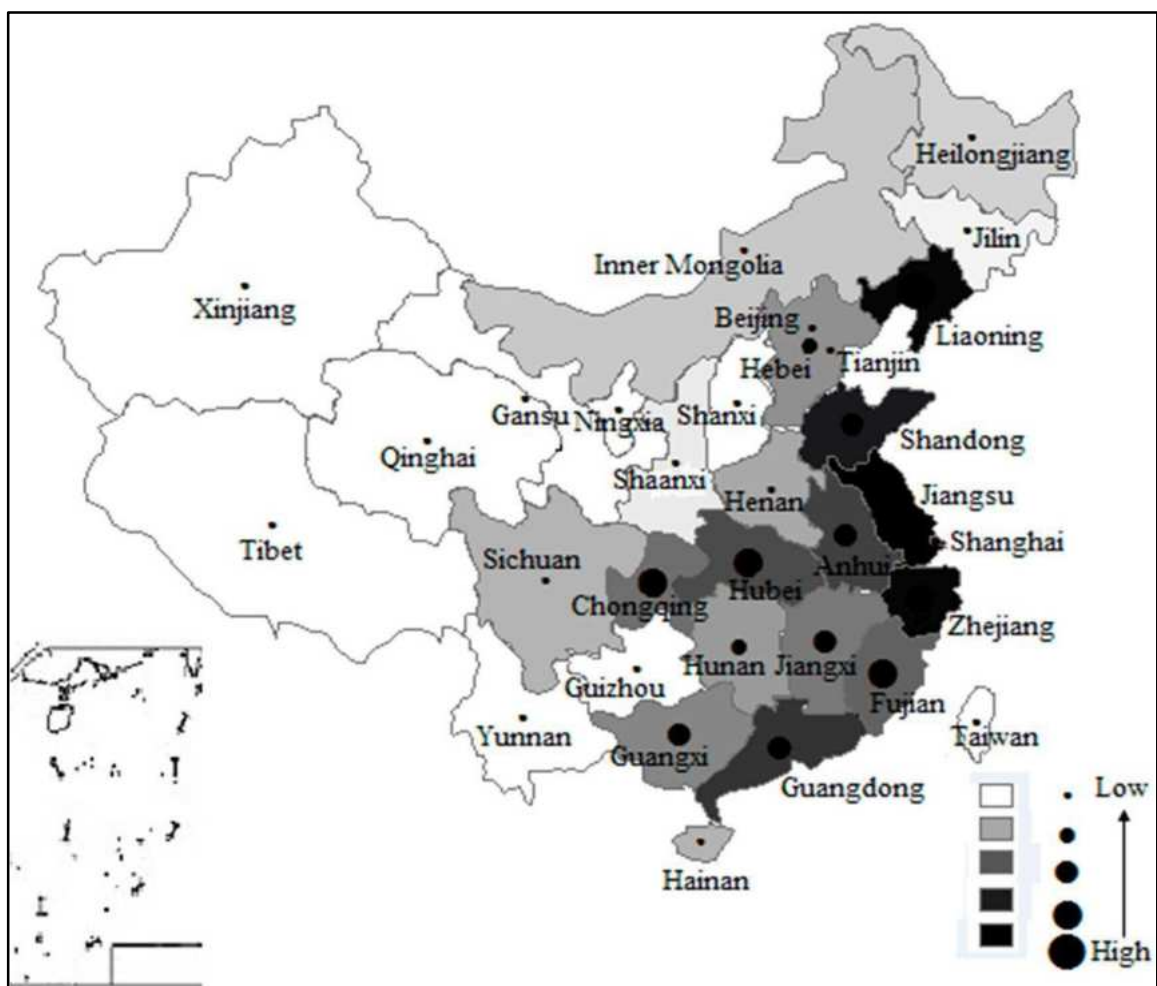 Heilongjiang
Jilin
Inner Mongolia
Xinjiang
Beijing
Liaoning
Hebei
Tianjin
Gansu
Ningxia
Shanxi
Shandong
Qinghai
Shaanxi
Henan
Jiangsu
Tibet
Sichuan
Anhui
Shanghai
Chongqing
Hubei
Zhejiang
Hunan
Jiangxi
Guizhou
Fujian
Yunnan
Guangxi
Taiwan
Guangdong
Low
Hainan
High